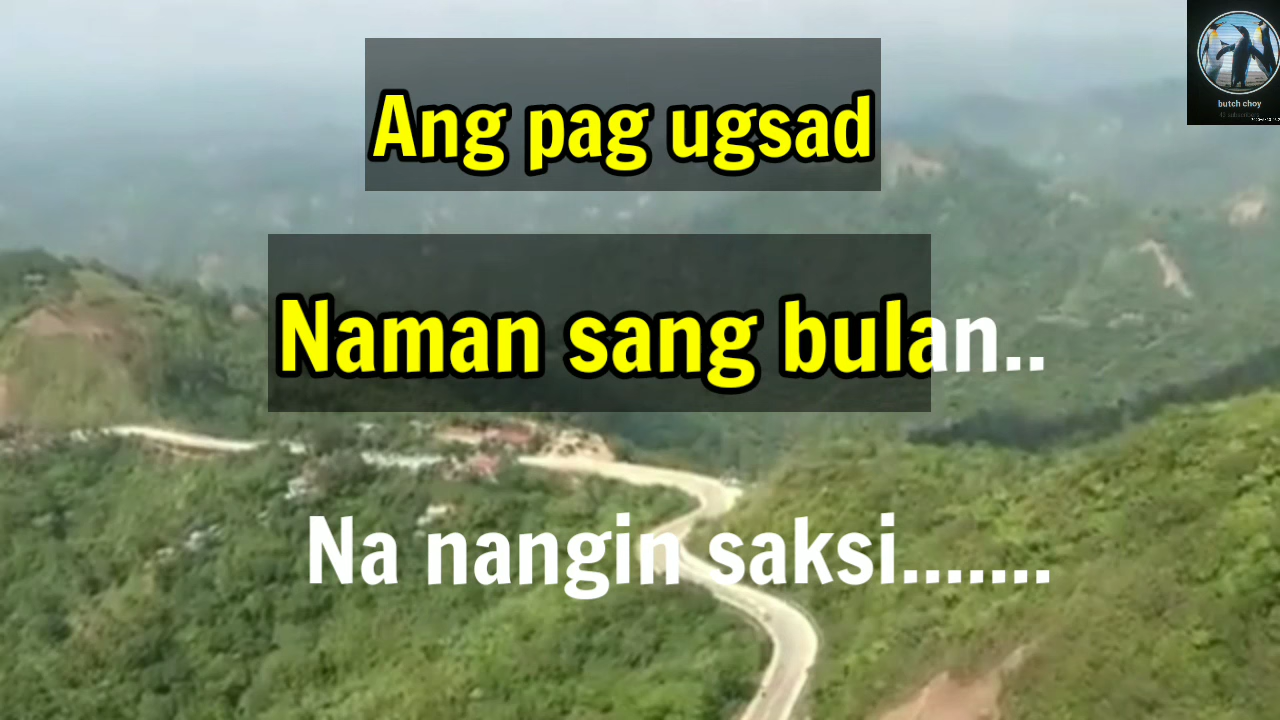 butch choy
Ang pag ugsad
Naman sang bulan..
Na nangin saksi.......